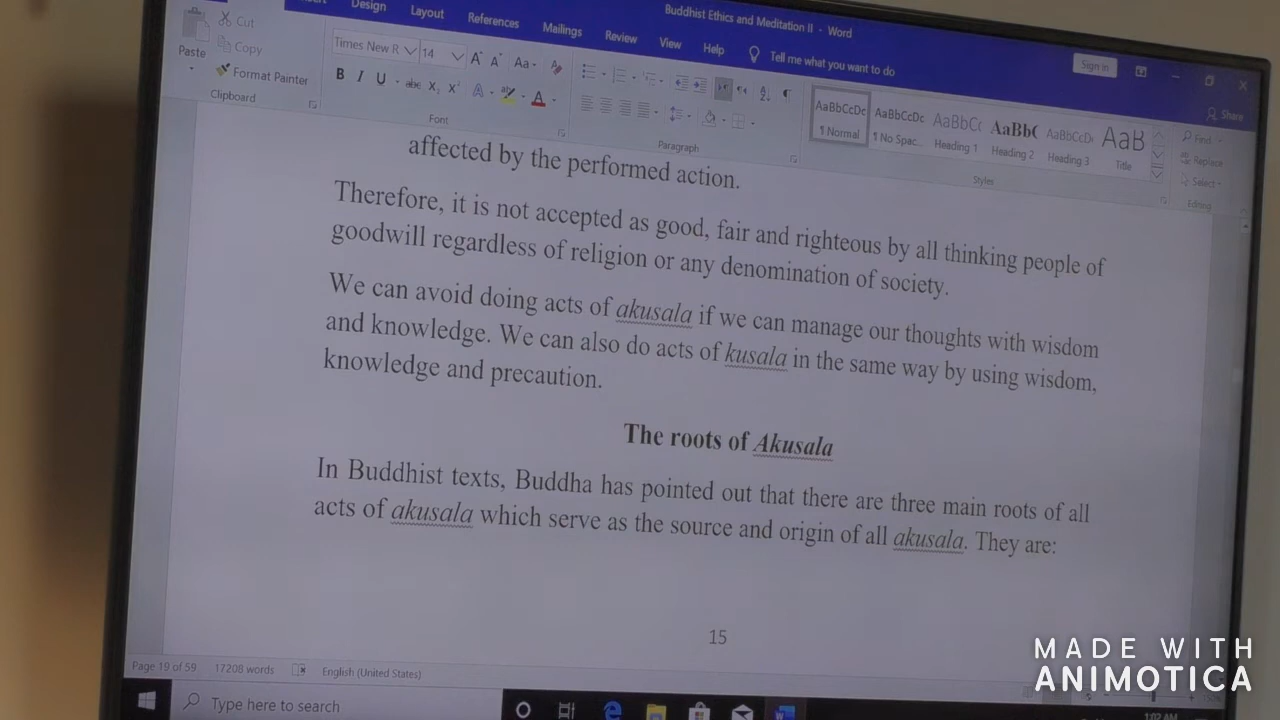 Design Layout References Mailings Review View Help Tell me what you want to do
Buddhist Ethics and Meditation II - Word
Sign in
Share
Cut
Copy
Paste
Format Painter
Clipboard
Times New R 14
Aa
B I U abc X₂ X² A ab A
Font
Paragraph
AaBbCcDc AaBbCcDc AaBbCc AaBbC AaBbCcD AaB
¶ Normal ¶ No Spac... Heading 1 Heading 2 Heading 3 Title
Styles
Find
Replace
Select
Editing
affected by the performed action.
Therefore, it is not accepted as good, fair and righteous by all thinking people of
goodwill regardless of religion or any denomination of society.
We can avoid doing acts of akusala if we can manage our thoughts with wisdom
and knowledge. We can also do acts of kusala in the same way by using wisdom,
knowledge and precaution.
The roots of Akusala
In Buddhist texts, Buddha has pointed out that there are three main roots of all
acts of akusala which serve as the source and origin of all akusala. They are:
15
Page 19 of 59 17208 words English (United States)
Type here to search
1:02 AM
MADE WITH
ANIMOTICA